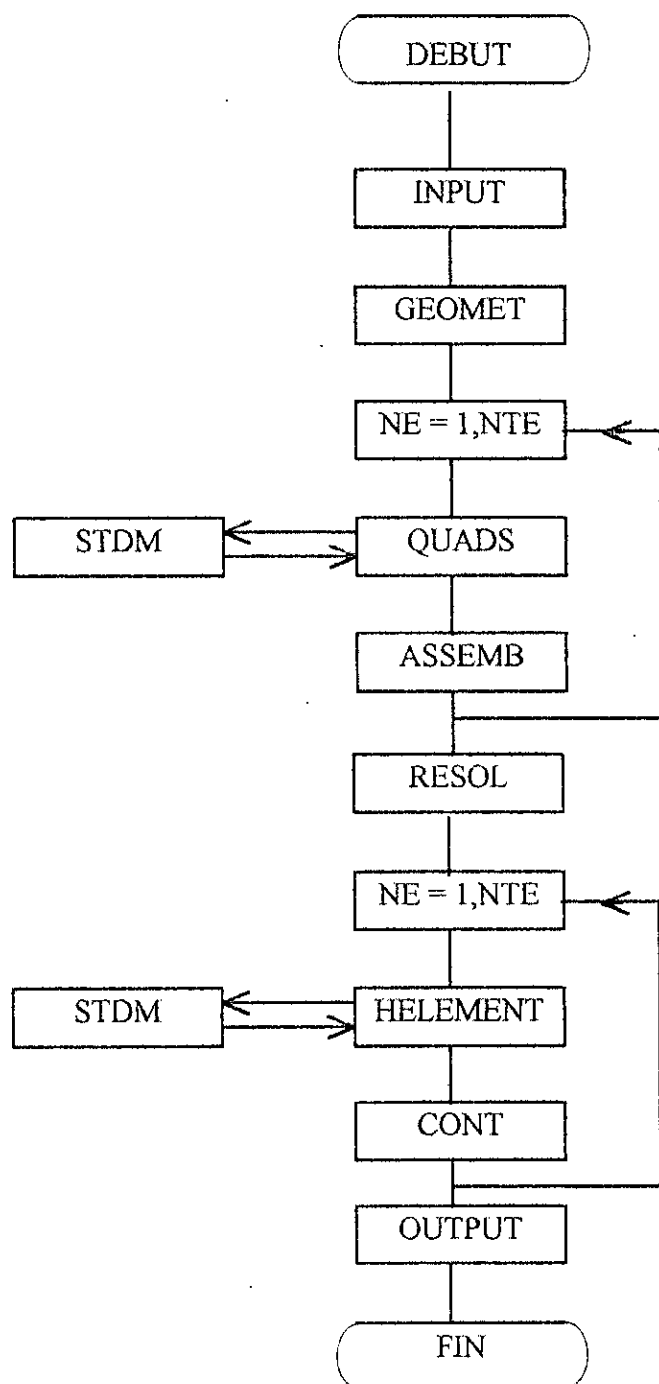 DEBUT
INPUT
GEOMET
NE = 1,NTE
STDM
QUADS
ASSEMB
RESOL
NE = 1,NTE
STDM
HELEMENT
CONT
OUTPUT
FIN